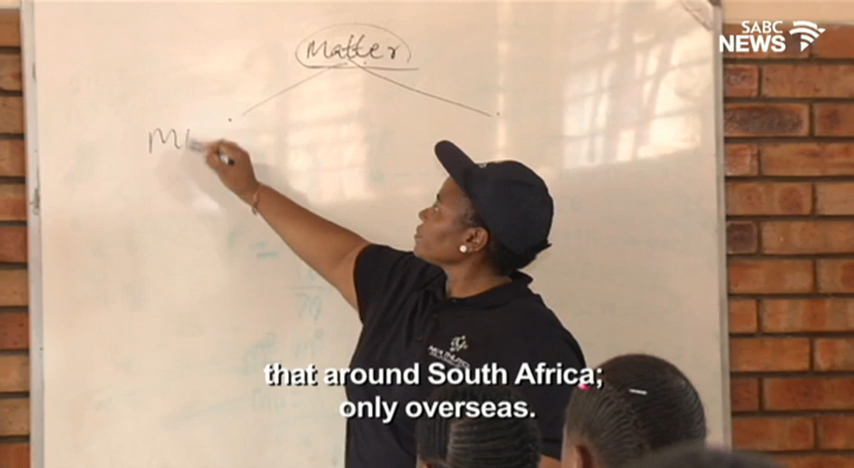 SABC
NEWS
Matter
that around South Africa;
only overseas.